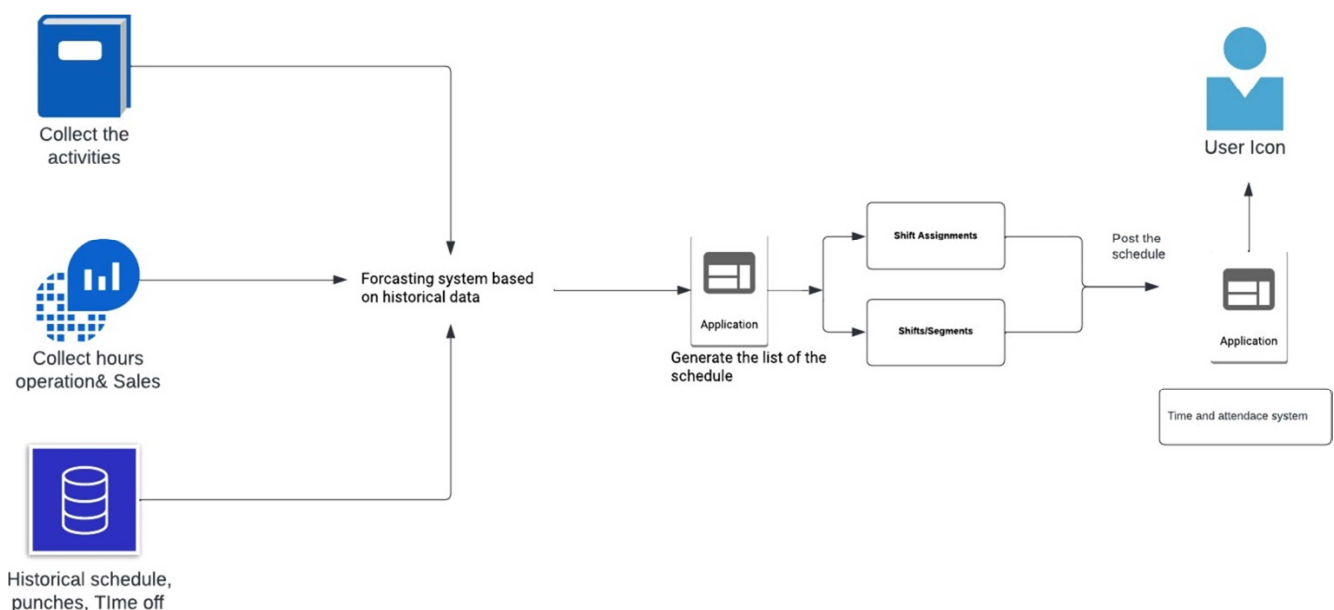 Collect the
activities
Collect hours
operation& Sales
Historical schedule,
punches, TIme off
Forcasting system based
on historical data
Application
Generate the list of the
schedule
Shift Assignments
Shifts/Segments
Post the
schedule
User Icon
Application
Time and attedace system